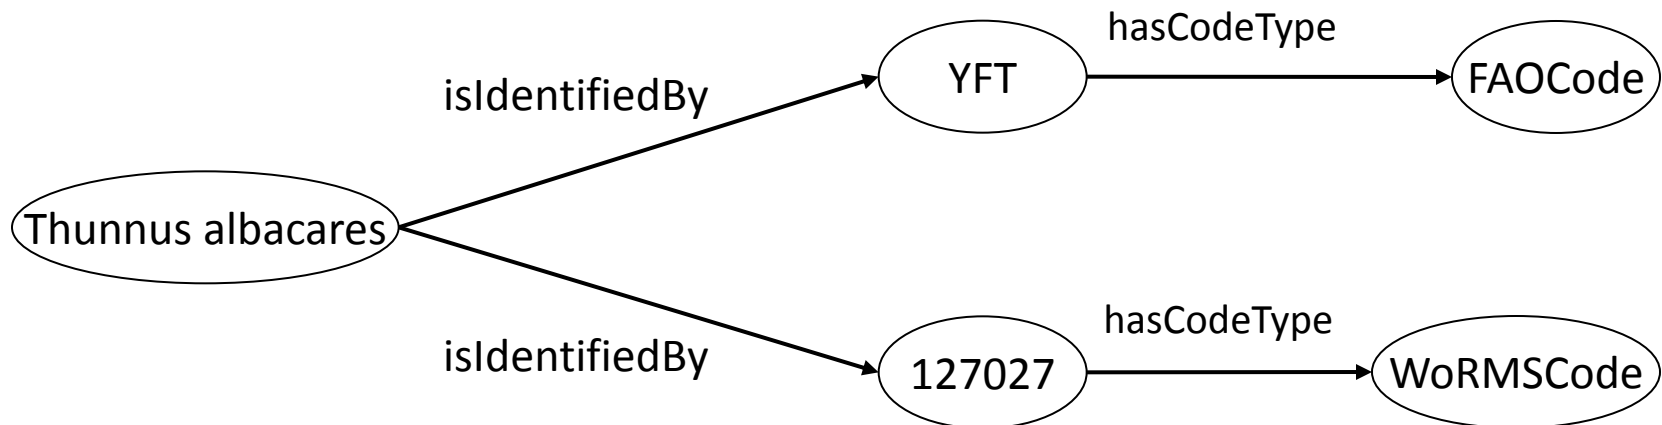 hasCodeType
YFT
FAOCode
isIdentifiedBy
Thunnus albacares
isIdentifiedBy
hasCodeType
127027
WoRMSCode